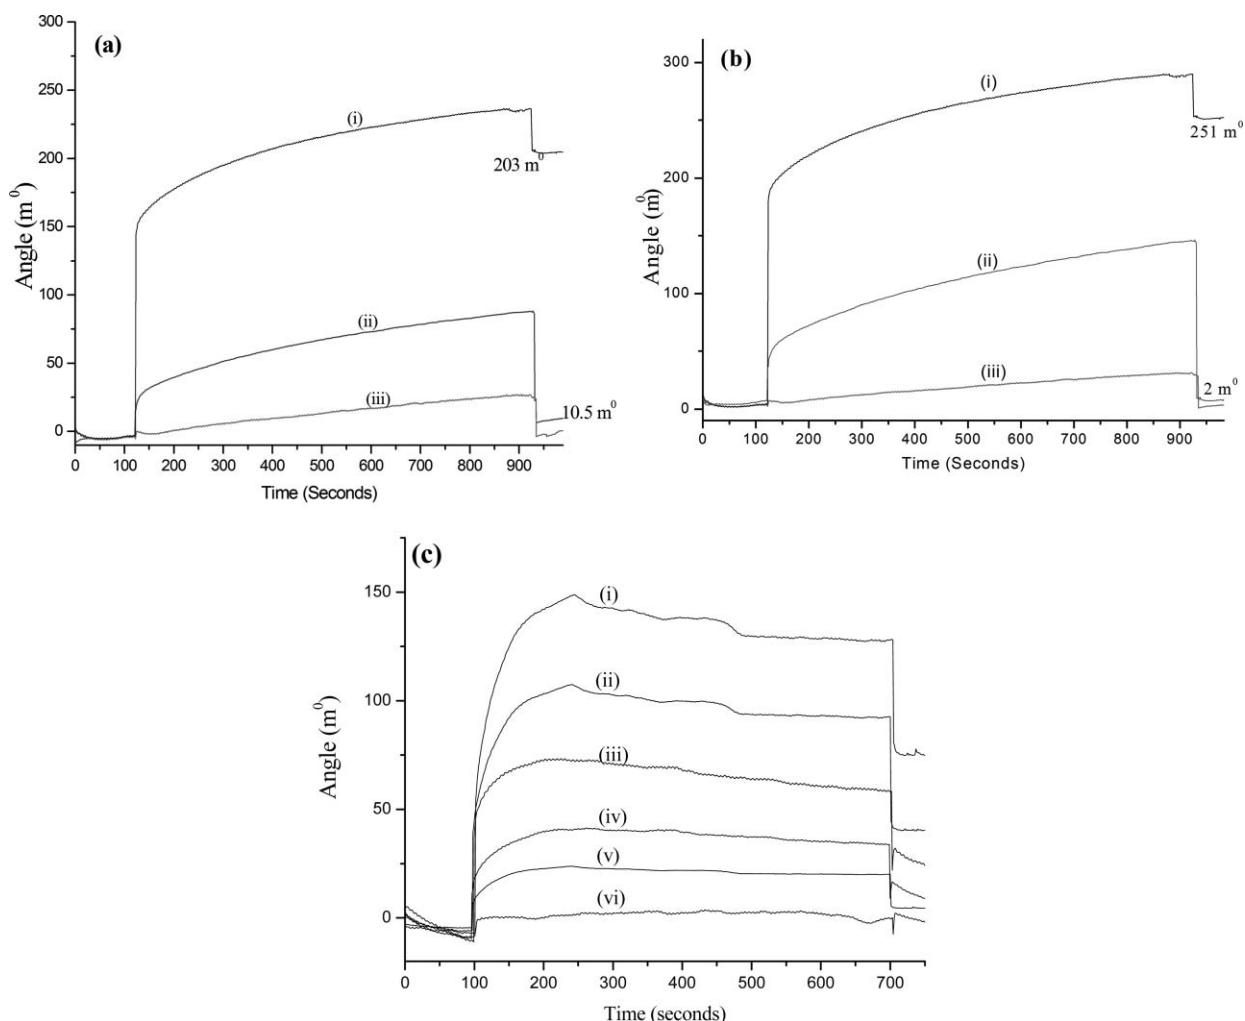 (a)
300
250
200
150
100
50
0
Angle (m⁰)
(i)
(ii)
(iii)
203 m⁰
10.5 m⁰
0 100 200 300 400 500 600 700 800 900
Time (Seconds)
(b)
300
200
100
0
Angle (m⁰)
(i)
(ii)
(iii)
251 m⁰
2 m⁰
0 100 200 300 400 500 600 700 800 900
Time (Seconds)
(c)
150
100
50
0
Angle (m⁰)
(i)
(ii)
(iii)
(iv)
(v)
(vi)
0 100 200 300 400 500 600 700
Time (seconds)